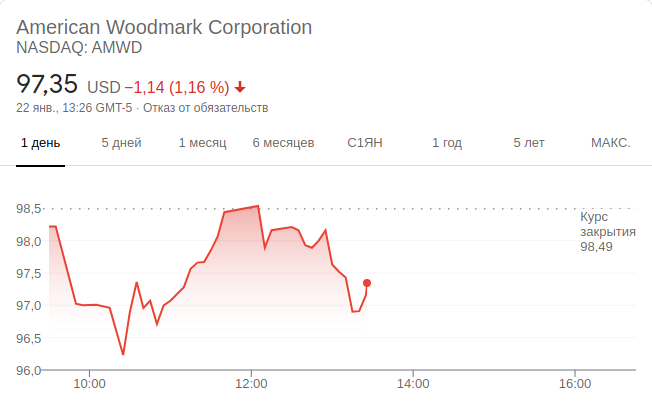 American Woodmark Corporation
NASDAQ: AMWD
97,35 USD −1,14 (1,16 %) ↓
22 янв., 13:26 GMT-5 · Отказ от обязательств
1 день 5 дней 1 месяц 6 месяцев С1ЯН 1 год 5 лет МАКС.
98,5
Курс
закрытия
98,49
98,0
97,5
97,0
96,5
96,0
10:00 12:00 14:00 16:00